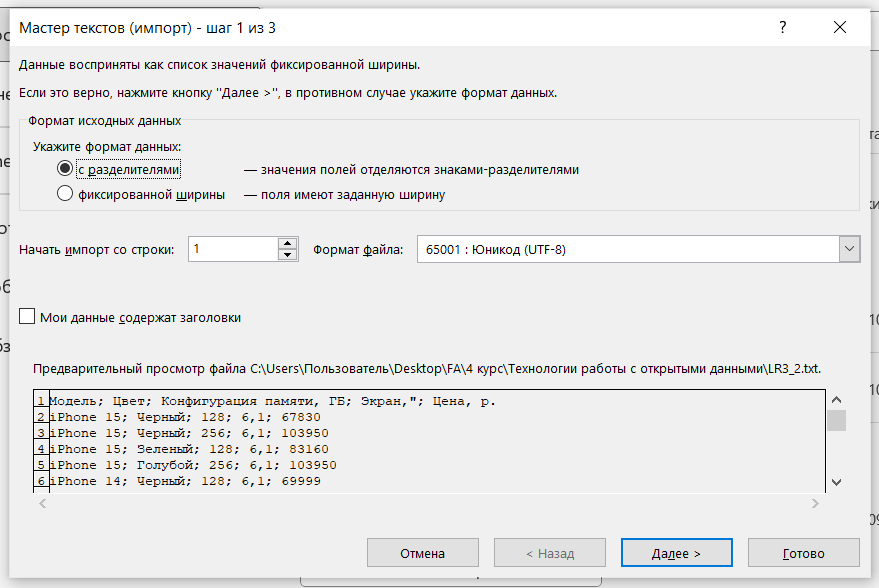 Мастер текстов (импорт) - шаг 1 из 3 ?
Данные восприняты как список значений фиксированной ширины.
Если это верно, нажмите кнопку "Далее >", в противном случае укажите формат данных.
Формат исходных данных
Укажите формат данных:
с разделителями — значения полей отделяются знаками-разделителями
фиксированной ширины — поля имеют заданную ширину
Начать импорт со строки: 1 Формат файла: 65001 : Юникод (UTF-8)
Мои данные содержат заголовки
Предварительный просмотр файла C:\Users\Пользователь\Desktop\FA\4 курс\Технологии работы с открытыми данными\LR3_2.txt.
1 Модель; Цвет; Конфигурация памяти, ГБ; Экран,"; Цена, р.
2 iPhone 15; Черный; 128; 6,1; 67830
3 iPhone 15; Черный; 256; 6,1; 103950
4 iPhone 15; Зеленый; 128; 6,1; 83160
5 iPhone 15; Голубой; 256; 6,1; 103950
6 iPhone 14; Черный; 128; 6,1; 69999
Отмена < Назад Далее > Готово